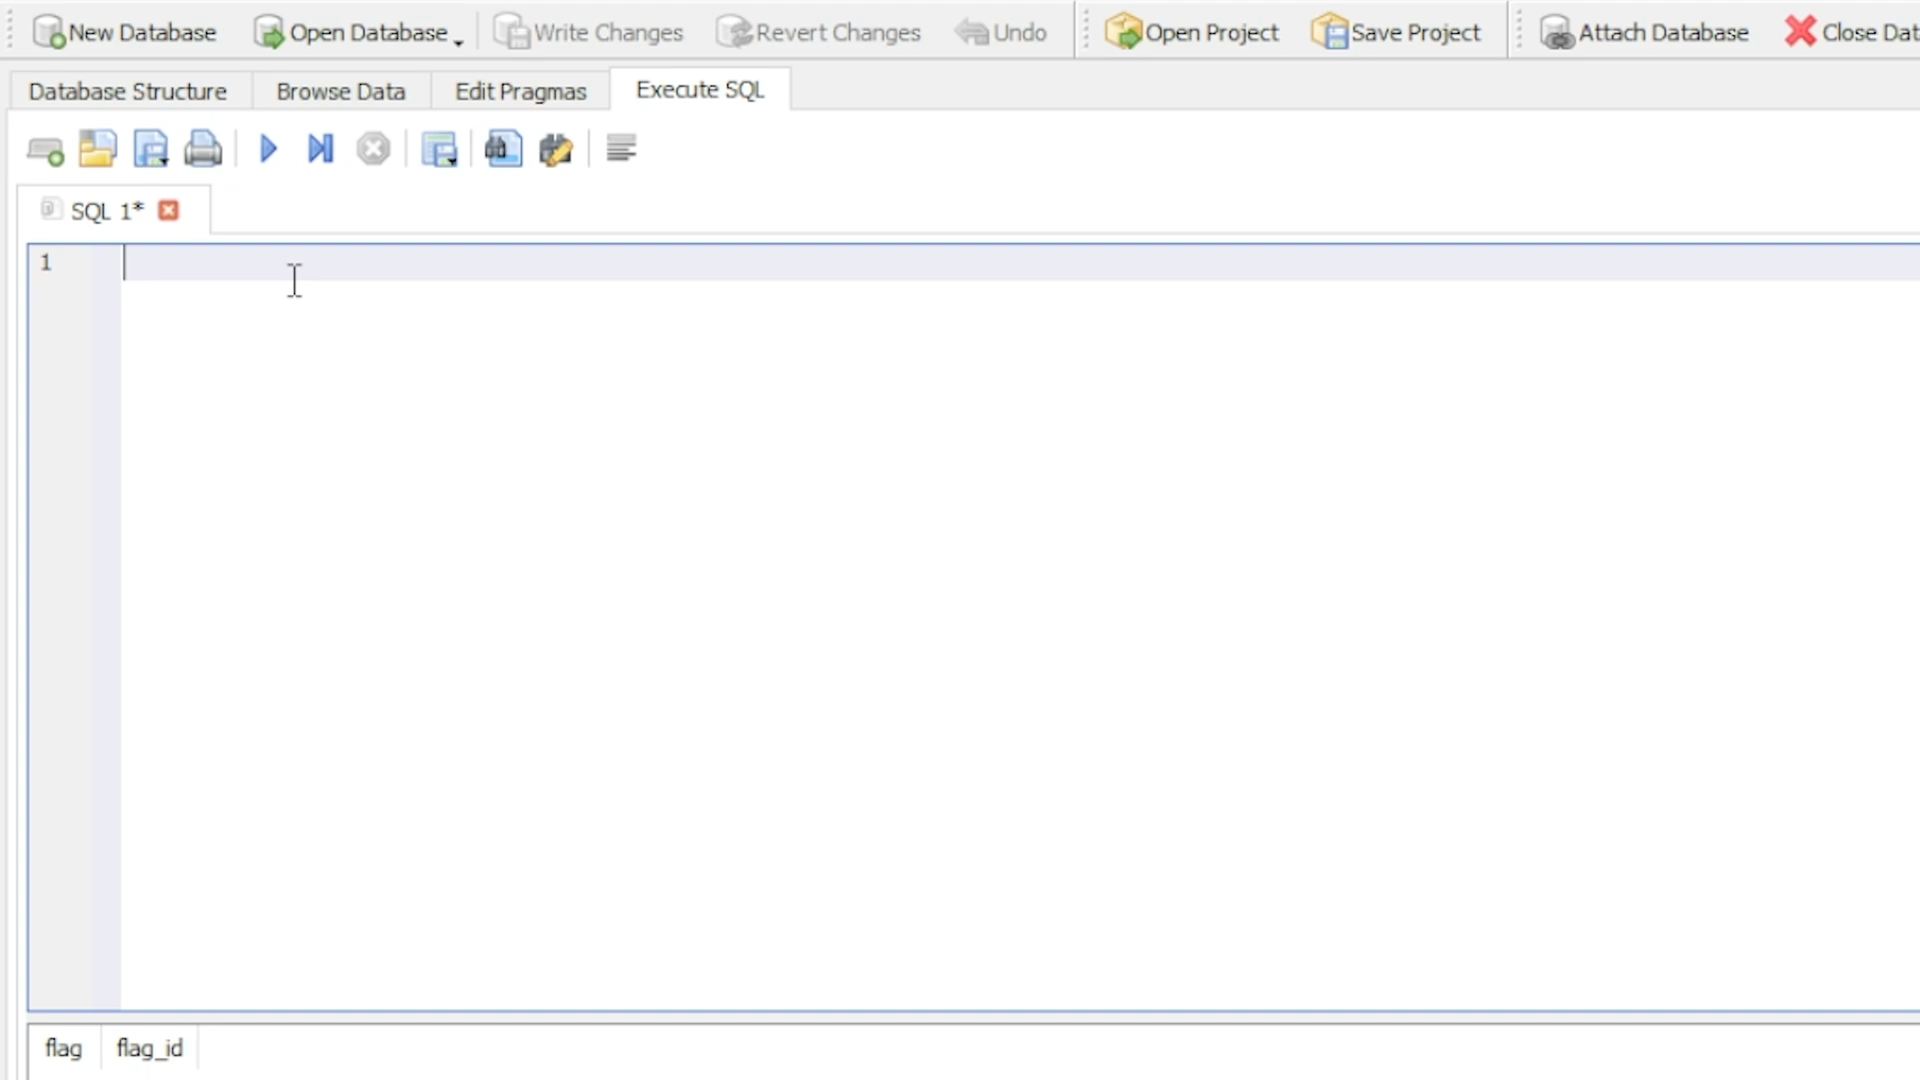 New Database Open Database Write Changes Revert Changes Undo Open Project Save Project Attach Database Close Dat
Database Structure Browse Data Edit Pragmas Execute SQL
SQL 1*
1
flag flag_id